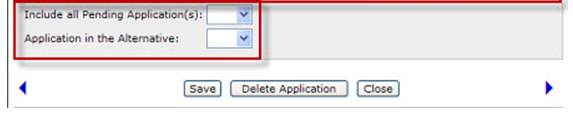 Include all Pending Application(s):
Application in the Alternative:
Save Delete Application Close